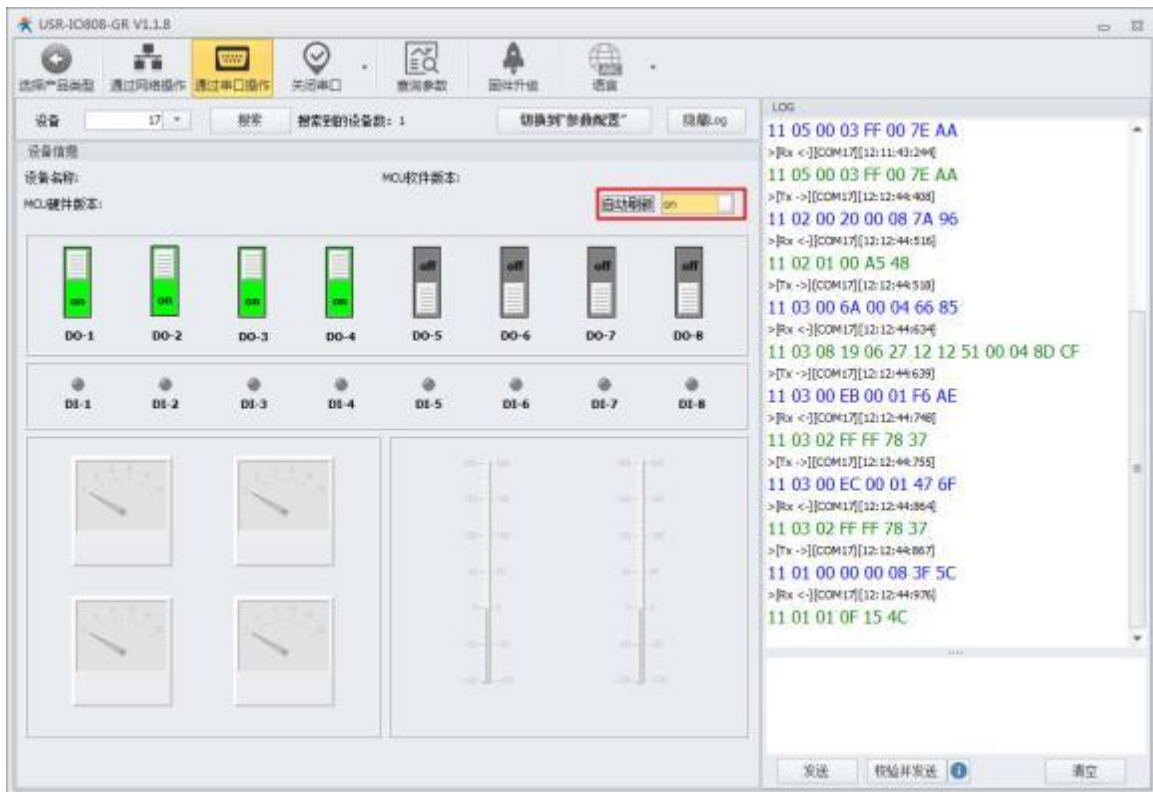 USR-IO808-GR V1.1.8
选择产品类型 通过网络操作 通过串口操作 关闭串口 查询参数 固件升级 语言
设备 17 搜索 搜索到的设备数: 1 切换到"参数配置" 隐藏Log
设备信息
设备名称: MCU软件版本:
MCU硬件版本: 自动刷新 on
on on on on off off off off
DO-1 DO-2 DO-3 DO-4 DO-5 DO-6 DO-7 DO-8
DI-1 DI-2 DI-3 DI-4 DI-5 DI-6 DI-7 DI-8
LOG
11 05 00 03 FF 00 7E AA
>[Rx <-][COM17][12:11:43:244]
11 05 00 03 FF 00 7E AA
>[Tx ->][COM17][12:12:44:408]
11 02 00 20 00 08 7A 96
>[Rx <-][COM17][12:12:44:516]
11 02 01 00 A5 48
>[Tx ->][COM17][12:12:44:518]
11 03 00 6A 00 04 66 85
>[Rx <-][COM17][12:12:44:634]
11 03 08 19 06 27 12 12 51 00 04 8D CF
>[Tx ->][COM17][12:12:44:639]
11 03 00 EB 00 01 F6 AE
>[Rx <-][COM17][12:12:44:748]
11 03 02 FF FF 78 37
>[Tx ->][COM17][12:12:44:755]
11 03 00 EC 00 01 47 6F
>[Rx <-][COM17][12:12:44:864]
11 03 02 FF FF 78 37
>[Tx ->][COM17][12:12:44:867]
11 01 00 00 00 08 3F 5C
>[Rx <-][COM17][12:12:44:976]
11 01 01 0F 15 4C
发送 校验并发送 清空